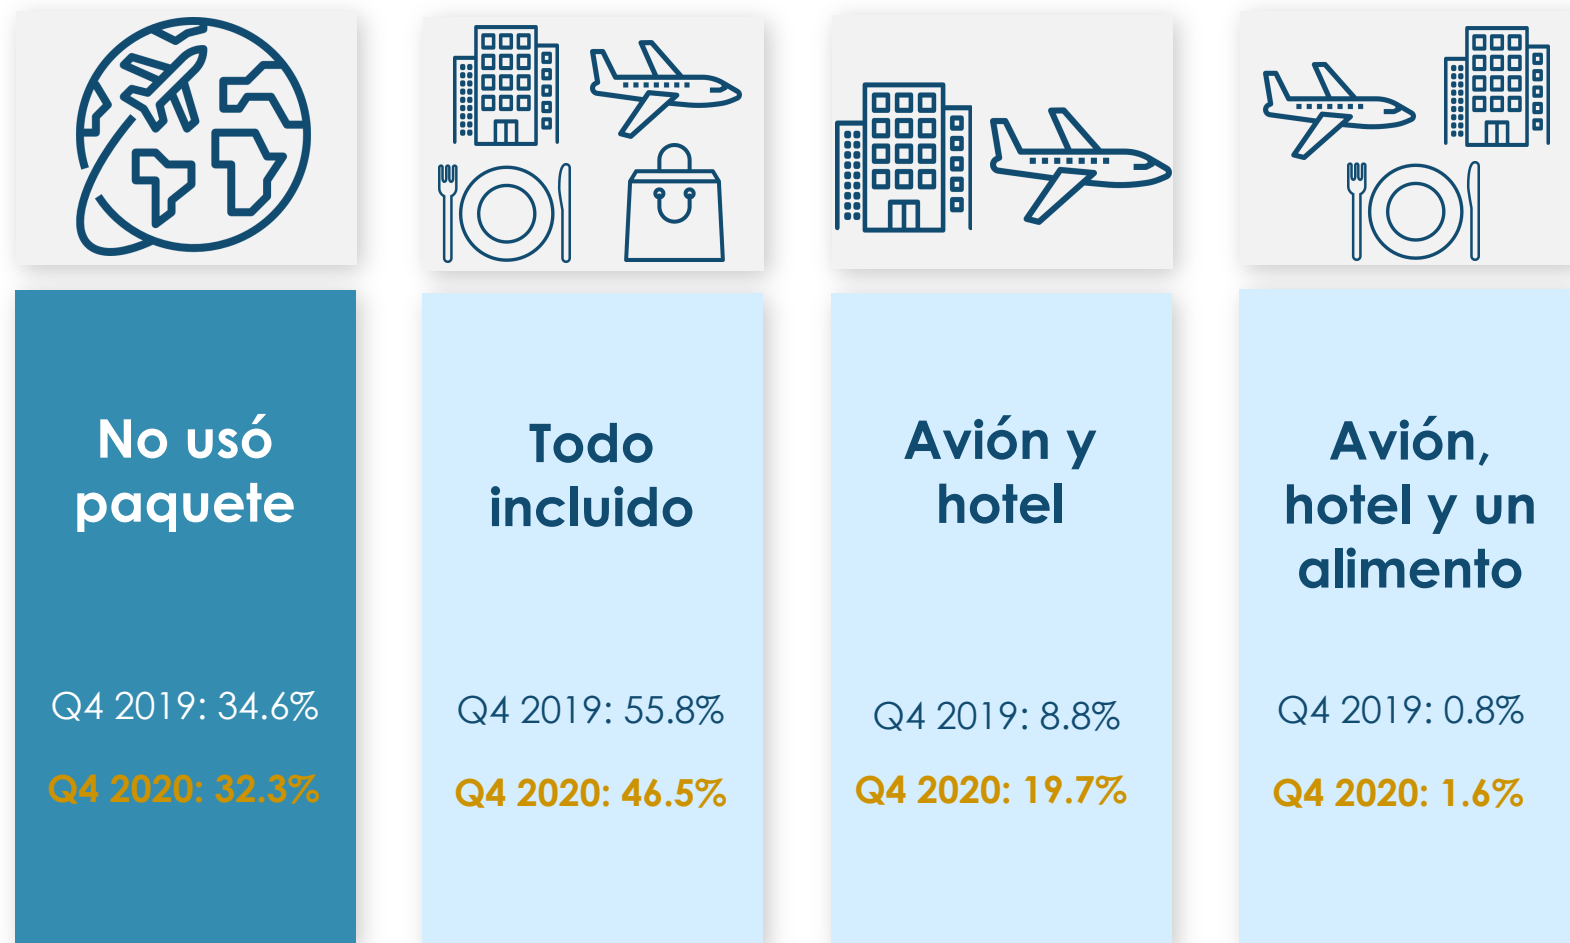 No usó
paquete
Q4 2019: 34.6%
Q4 2020: 32.3%
Todo
incluido
Q4 2019: 55.8%
Q4 2020: 46.5%
Avión y
hotel
Q4 2019: 8.8%
Q4 2020: 19.7%
Avión,
hotel y un
alimento
Q4 2019: 0.8%
Q4 2020: 1.6%